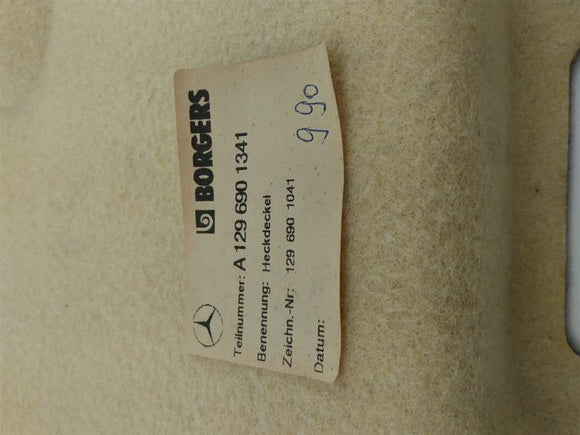 BORGERS
Teilnummer: A 129 690 1341
Benennung: Heckdeckel
Zeichn.-Nr: 129 690 1041
Datum: 990